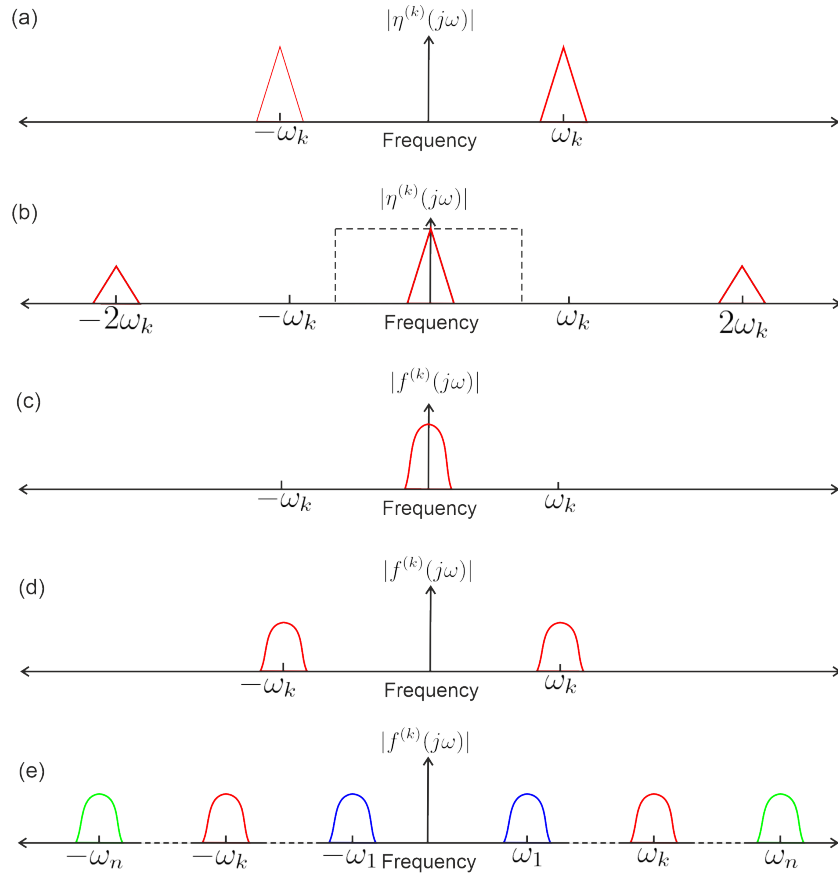 (a)
|η^{(k)}(jω)|
−ω_k Frequency ω_k
(b)
|η^{(k)}(jω)|
−2ω_k −ω_k Frequency ω_k 2ω_k
(c)
|f^{(k)}(jω)|
−ω_k Frequency ω_k
(d)
|f^{(k)}(jω)|
−ω_k Frequency ω_k
(e)
|f^{(k)}(jω)|
−ω_n −ω_k −ω_1 Frequency ω_1 ω_k ω_n